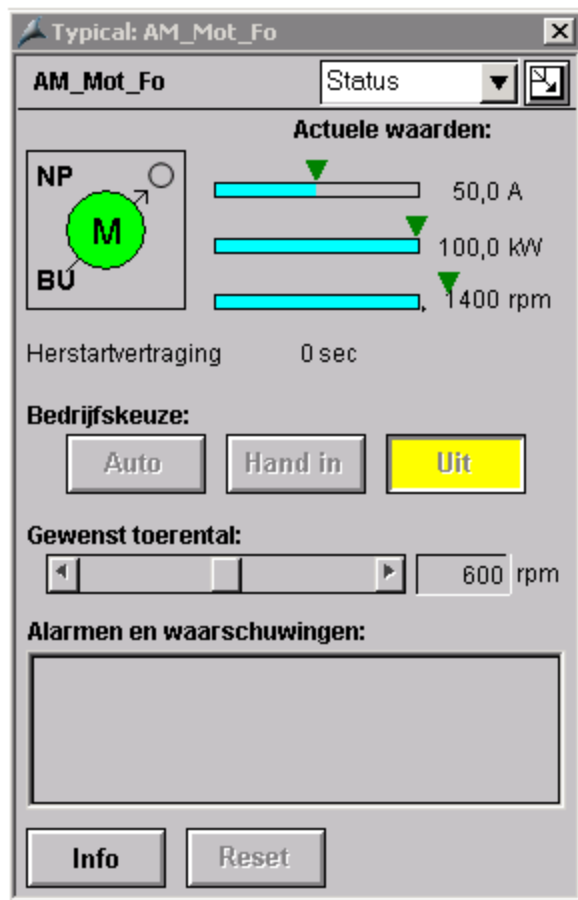 Typical: AM_Mot_Fo
AM_Mot_Fo Status
Actuele waarden:
NP
M
BU
50,0 A
100,0 kW
1400 rpm
Herstartvertraging 0 sec
Bedrijfskeuze:
Auto Hand in Uit
Gewenst toerental:
600 rpm
Alarmen en waarschuwingen:
Info Reset